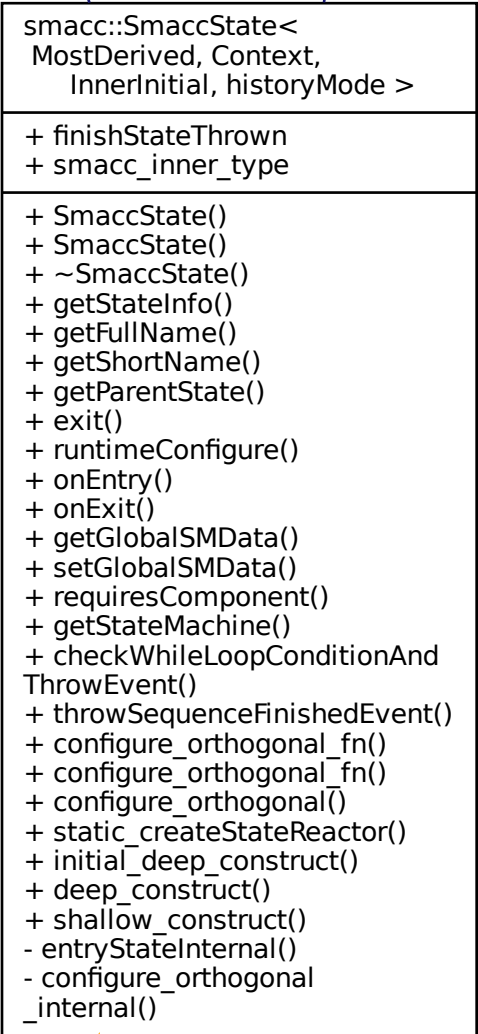 smacc::SmaccState<
MostDerived, Context,
InnerInitial, historyMode >
+ finishStateThrown
+ smacc_inner_type
+ SmaccState()
+ SmaccState()
+ ~SmaccState()
+ getStateInfo()
+ getFullName()
+ getShortName()
+ getParentState()
+ exit()
+ runtimeConfigure()
+ onEntry()
+ onExit()
+ getGlobalSMData()
+ setGlobalSMData()
+ requiresComponent()
+ getStateMachine()
+ checkWhileLoopConditionAnd
ThrowEvent()
+ throwSequenceFinishedEvent()
+ configure_orthogonal_fn()
+ configure_orthogonal_fn()
+ configure_orthogonal()
+ static_createStateReactor()
+ initial_deep_construct()
+ deep_construct()
+ shallow_construct()
- entryStateInternal()
- configure_orthogonal
_internal()